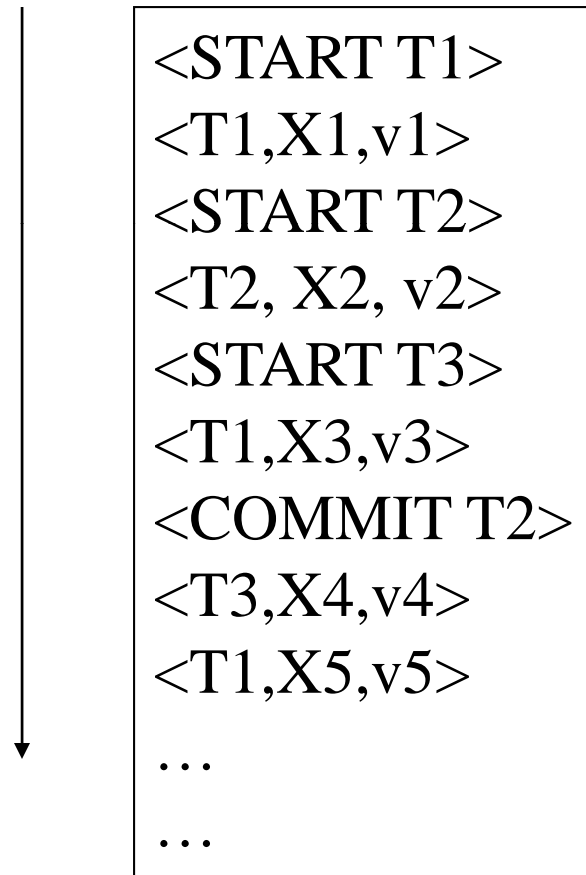 <START T1>
<T1,X1,v1>
<START T2>
<T2, X2, v2>
<START T3>
<T1,X3,v3>
<COMMIT T2>
<T3,X4,v4>
<T1,X5,v5>
…
…